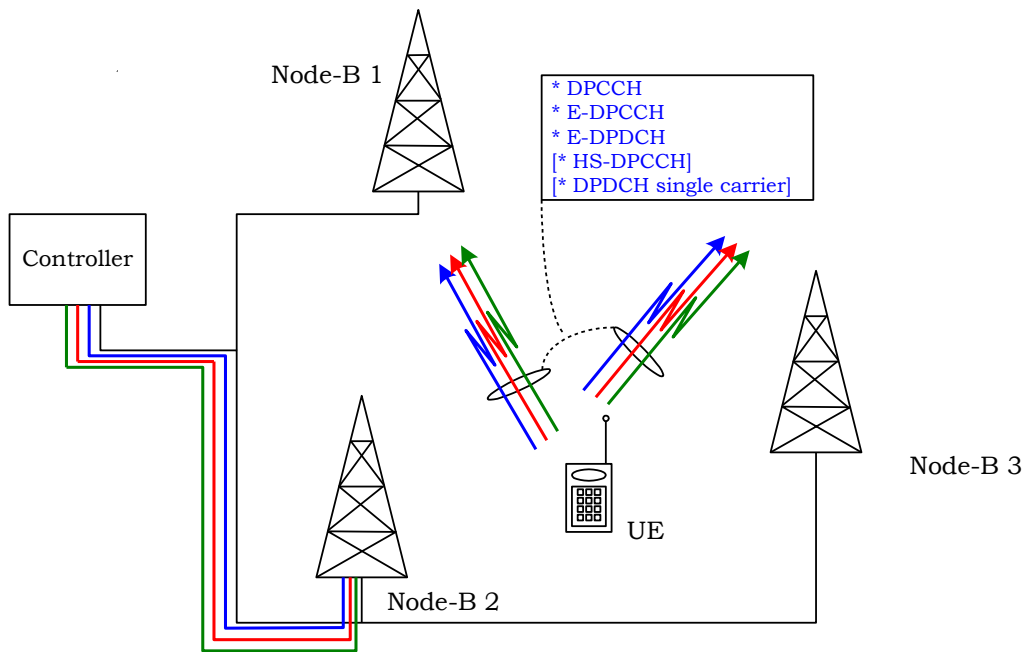 Node-B 1
* DPCCH
* E-DPCCH
* E-DPDCH
[* HS-DPCCH]
[* DPDCH single carrier]
Controller
Node-B 3
UE
Node-B 2